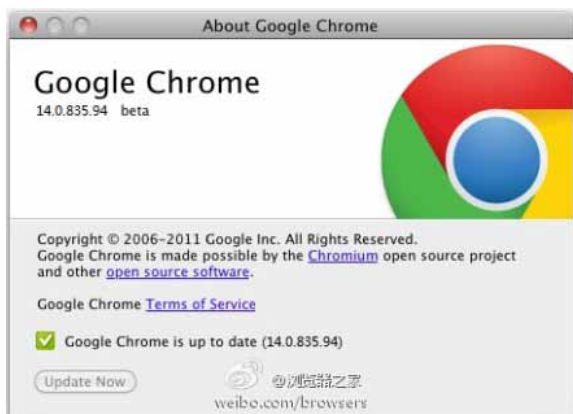 About Google Chrome
Google Chrome
14.0.835.94 beta
Copyright © 2006-2011 Google Inc. All Rights Reserved.
Google Chrome is made possible by the Chromium open source project
and other open source software.
Google Chrome Terms of Service
Google Chrome is up to date (14.0.835.94)
Update Now
@浏览器之家
weibo.com/browsers